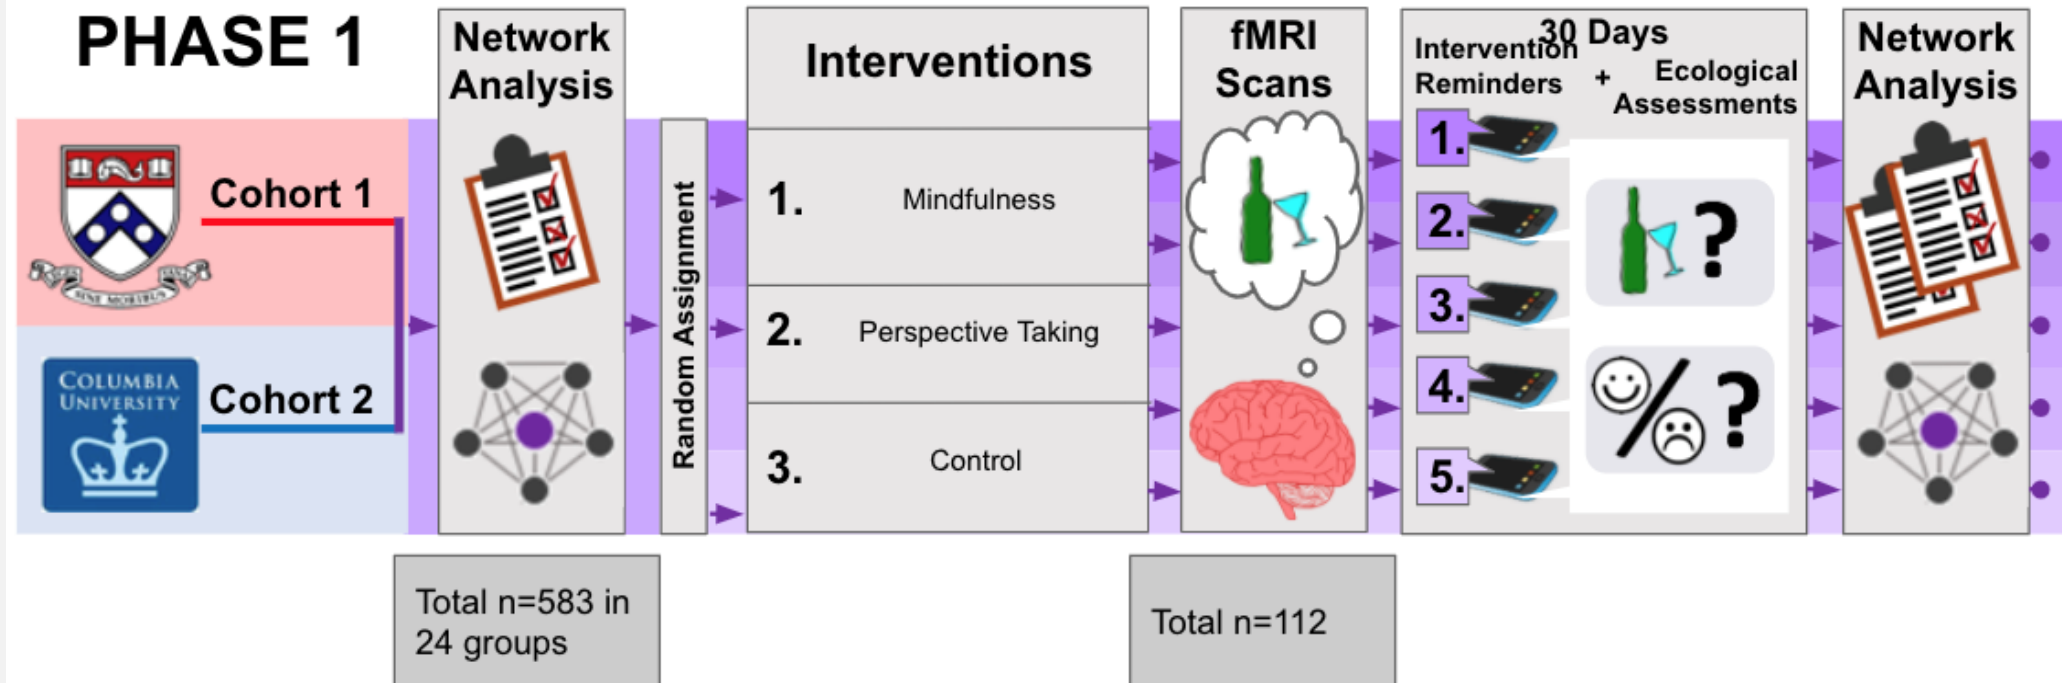 PHASE 1
Cohort 1
SINE MORIBUS
COLUMBIA
UNIVERSITY
Cohort 2
Network
Analysis
Random Assignment
Interventions
1. Mindfulness
2. Perspective Taking
3. Control
fMRI
Scans
30 Days
Intervention
Reminders
+
Ecological
Assessments
1.
2.
3.
4.
5.
?
?
Network
Analysis
Total n=583 in
24 groups
Total n=112